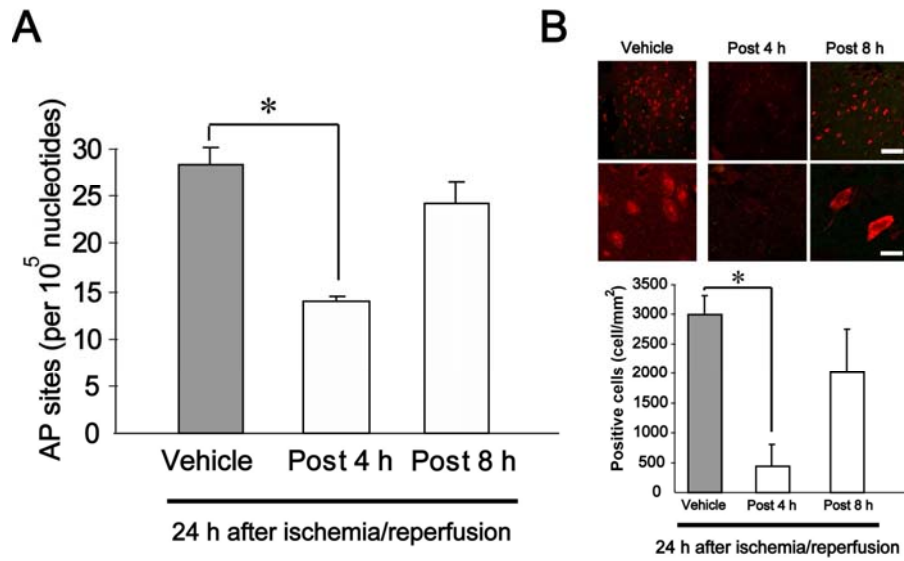 A
AP sites (per 10⁵ nucleotides)
30
25
20
15
10
5
0
*
Vehicle
Post 4 h
Post 8 h
24 h after ischemia/reperfusion
B
Vehicle
Post 4 h
Post 8 h
Positive cells (cell/mm²)
3500
3000
2500
2000
1500
1000
500
0
*
Vehicle
Post 4 h
Post 8 h
24 h after ischemia/reperfusion